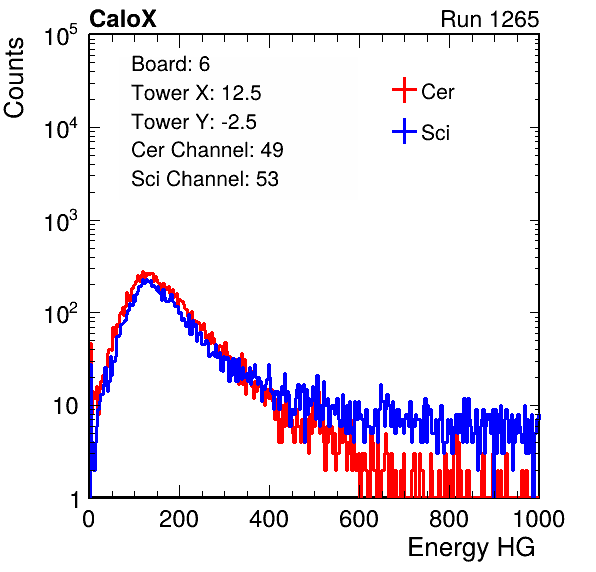 CaloX Run 1265
Counts
10^5
10^4
10^3
10^2
10
1
Board: 6
Tower X: 12.5
Tower Y: -2.5
Cer Channel: 49
Sci Channel: 53
Cer
Sci
0 200 400 600 800 1000
Energy HG